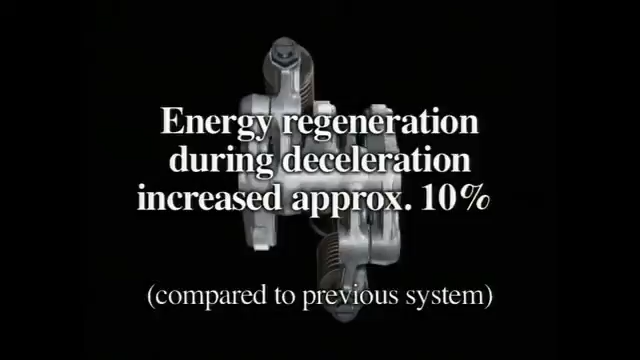 Energy regeneration
during deceleration
increased approx. 10%
(compared to previous system)